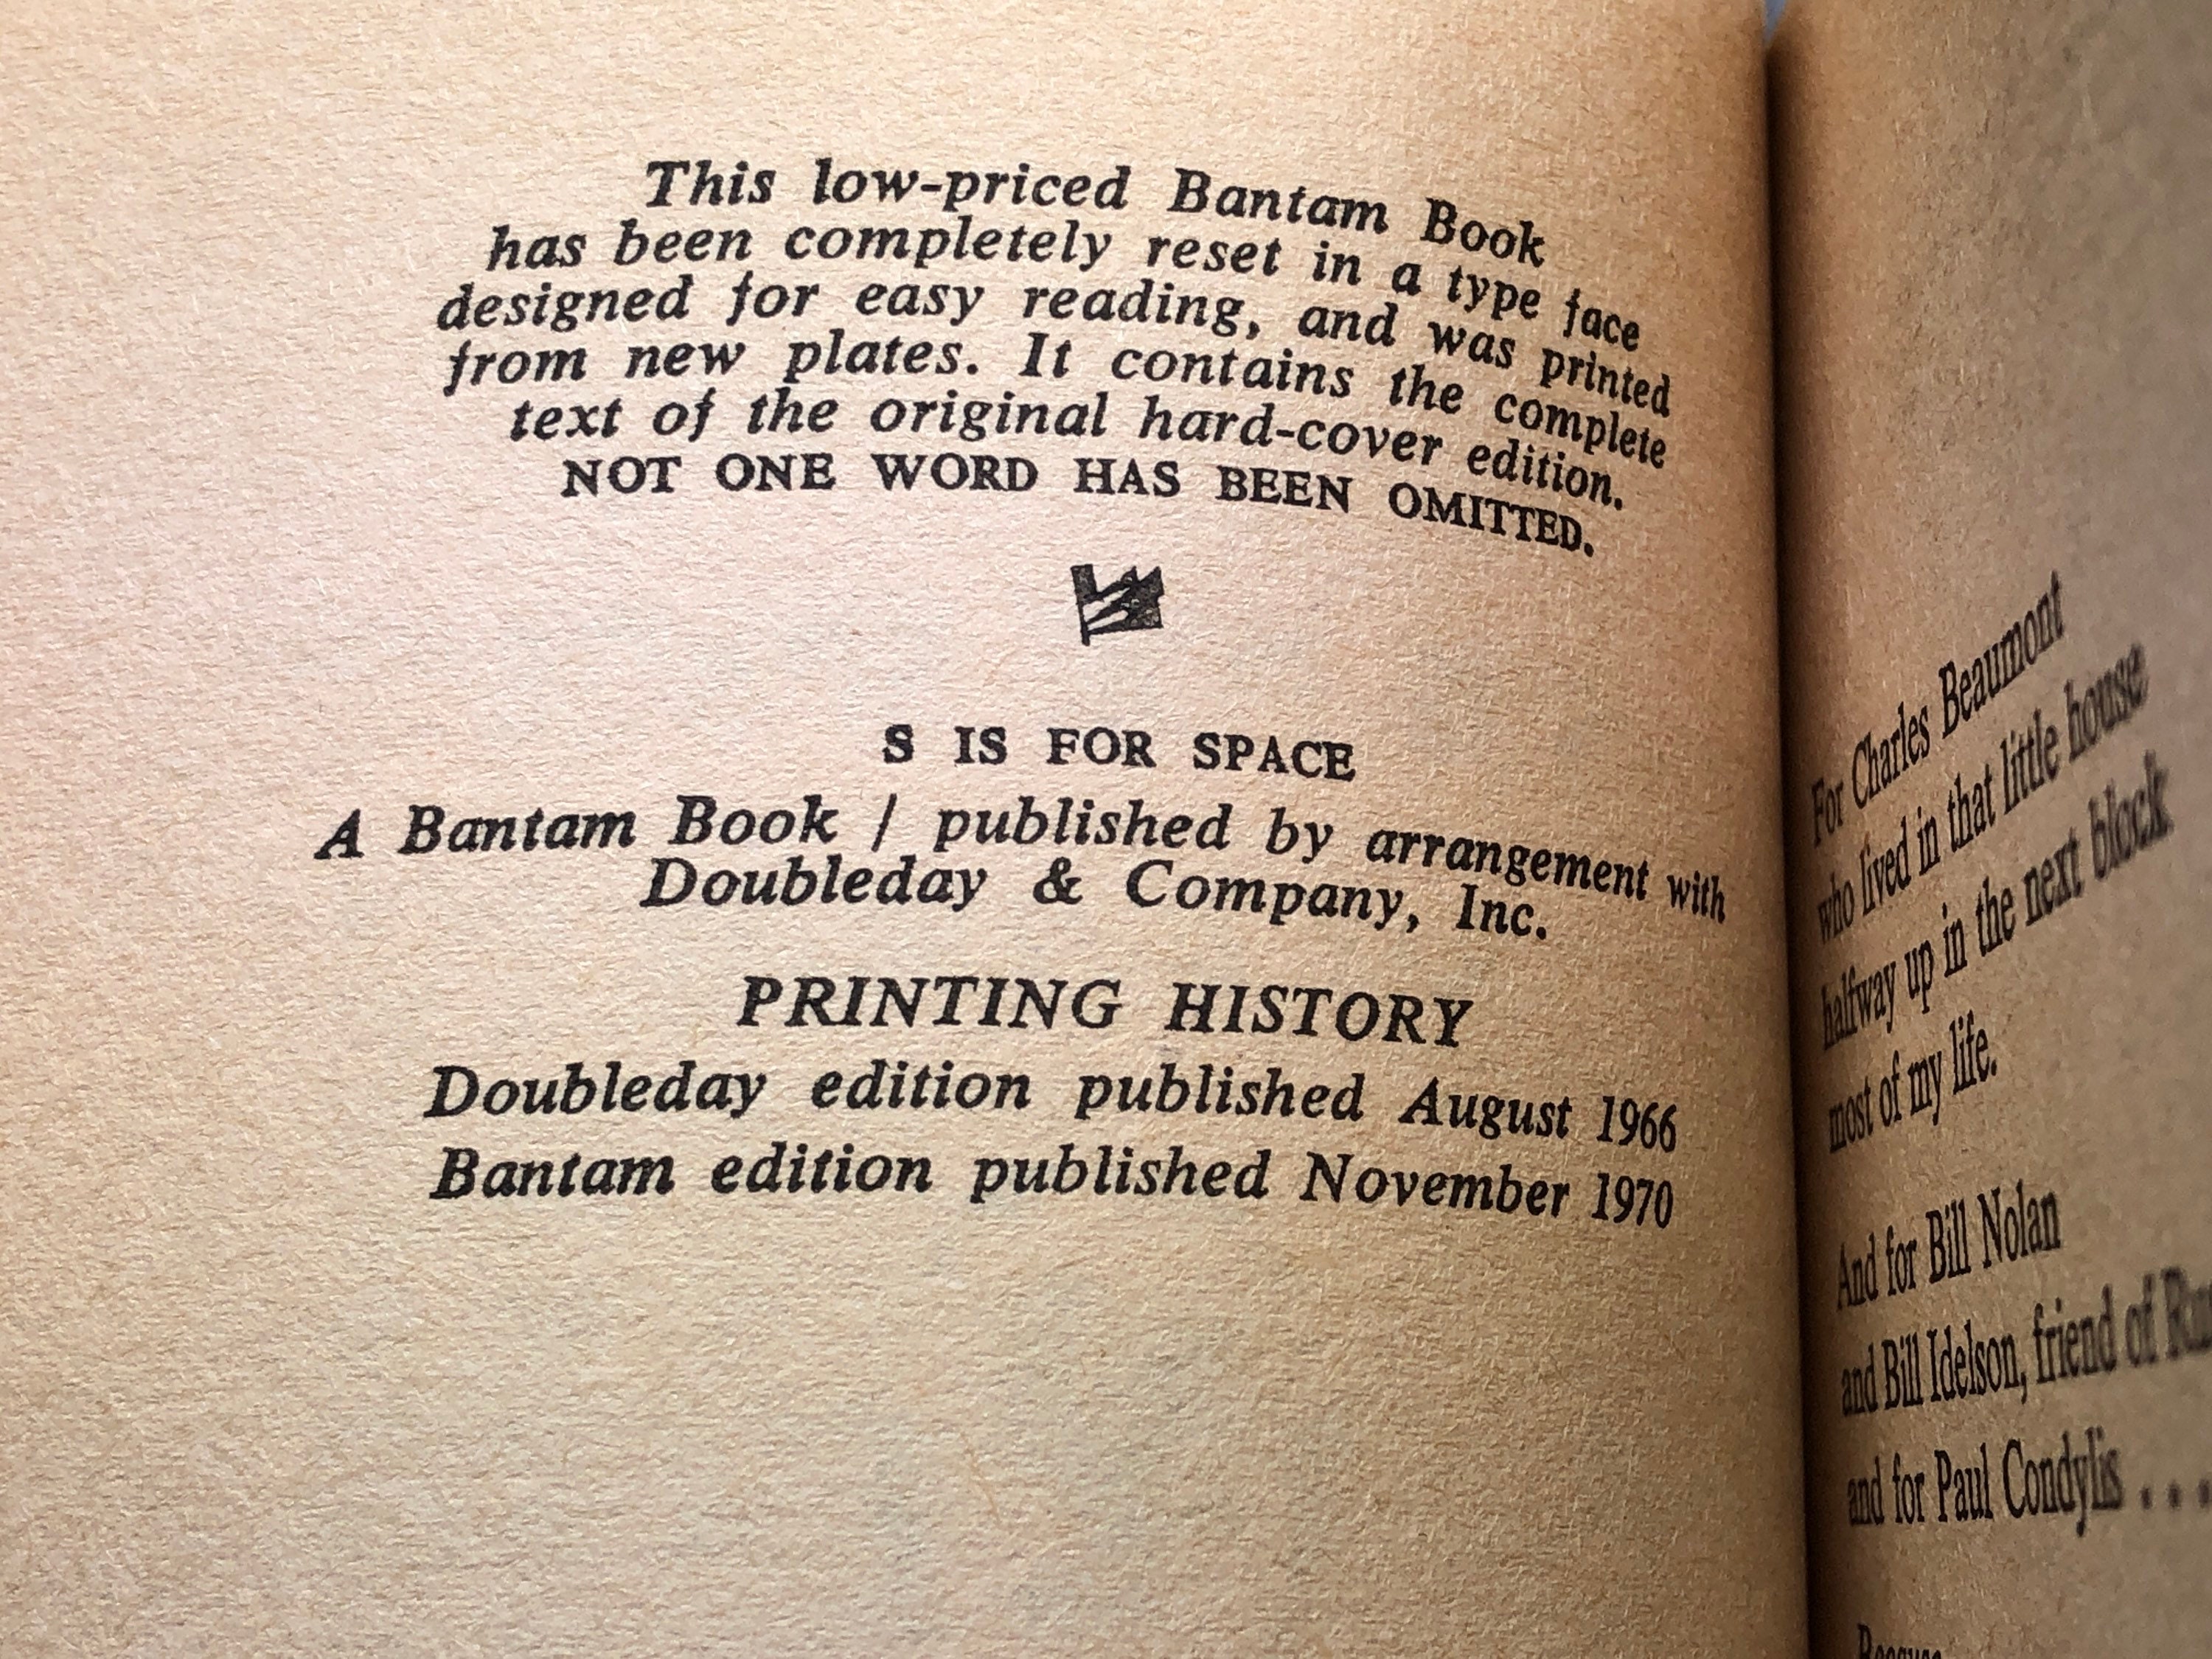 This low-priced Bantam Book
has been completely reset in a type face
designed for easy reading, and was printed
from new plates. It contains the complete
text of the original hard-cover edition.
NOT ONE WORD HAS BEEN OMITTED.
S IS FOR SPACE
A Bantam Book / published by arrangement with
Doubleday & Company, Inc.
PRINTING HISTORY
Doubleday edition published August 1966
Bantam edition published November 1970
For Charles Beaumont
who lived in that little house
halfway up in the next block
most of my life.
And for Bill Nolan
and Bill Idelson, friend of
and for Paul Condylis . . .